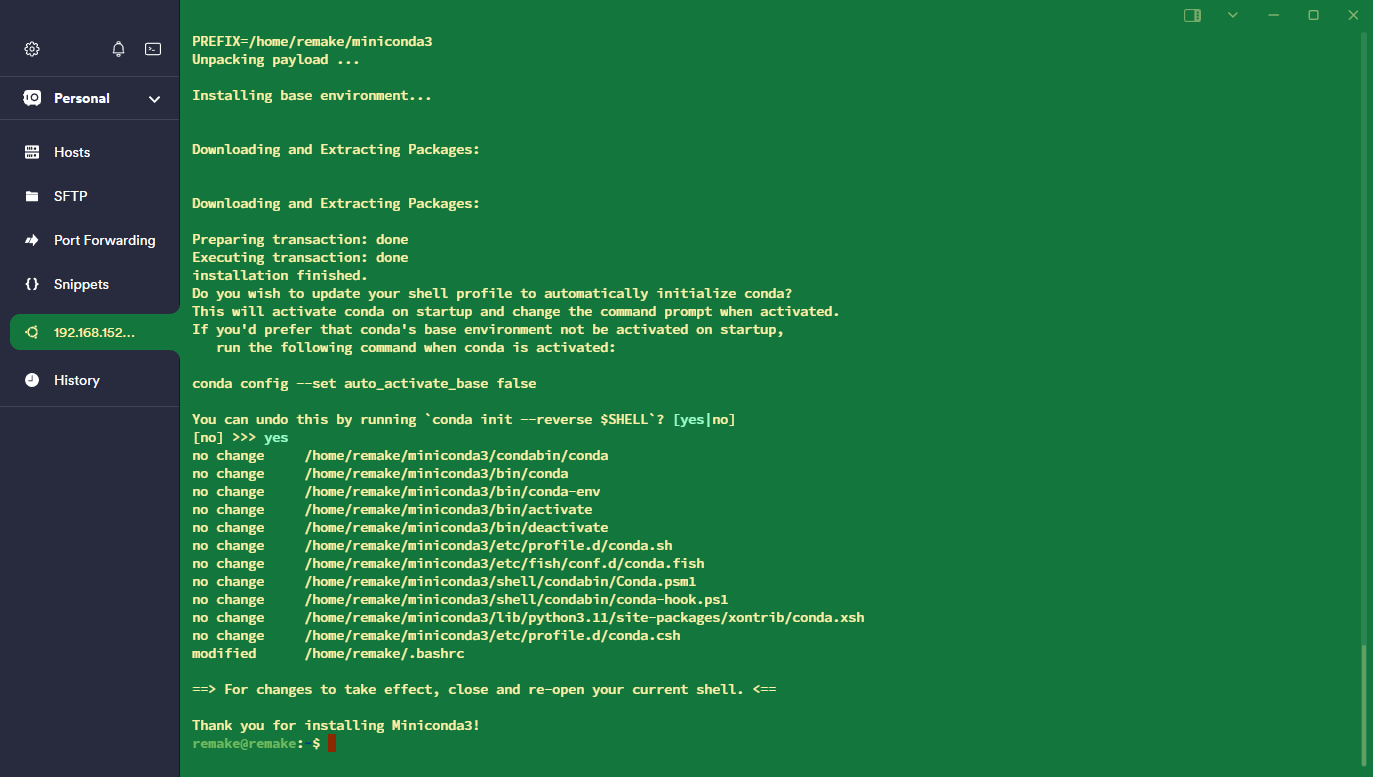 Personal
Hosts
SFTP
Port Forwarding
Snippets
192.168.152...
History
PREFIX=/home/remake/miniconda3
Unpacking payload ...
Installing base environment...
Downloading and Extracting Packages:
Downloading and Extracting Packages:
Preparing transaction: done
Executing transaction: done
installation finished.
Do you wish to update your shell profile to automatically initialize conda?
This will activate conda on startup and change the command prompt when activated.
If you'd prefer that conda's base environment not be activated on startup,
   run the following command when conda is activated:
conda config --set auto_activate_base false
You can undo this by running `conda init --reverse $SHELL`? [yes|no]
[no] >>> yes
no change     /home/remake/miniconda3/condabin/conda
no change     /home/remake/miniconda3/bin/conda
no change     /home/remake/miniconda3/bin/conda-env
no change     /home/remake/miniconda3/bin/activate
no change     /home/remake/miniconda3/bin/deactivate
no change     /home/remake/miniconda3/etc/profile.d/conda.sh
no change     /home/remake/miniconda3/etc/fish/conf.d/conda.fish
no change     /home/remake/miniconda3/shell/condabin/Conda.psm1
no change     /home/remake/miniconda3/shell/condabin/conda-hook.ps1
no change     /home/remake/miniconda3/lib/python3.11/site-packages/xontrib/conda.xsh
no change     /home/remake/miniconda3/etc/profile.d/conda.csh
modified      /home/remake/.bashrc
==> For changes to take effect, close and re-open your current shell. <==
Thank you for installing Miniconda3!
remake@remake: $